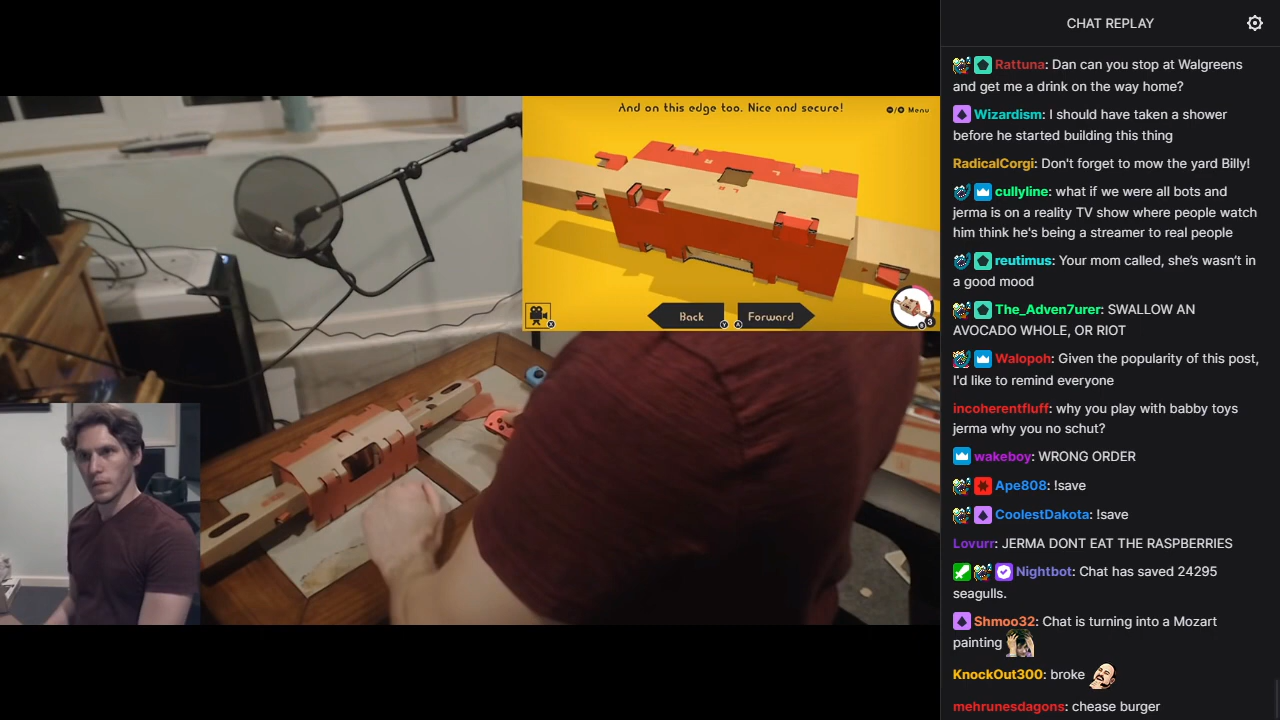 And on this edge too. Nice and secure!
⊖/⊕ Menu
Back
Y
Forward
A
X
3
CHAT REPLAY
Rattuna: Dan can you stop at Walgreens
and get me a drink on the way home?
Wizardism: I should have taken a shower
before he started building this thing
RadicalCorgi: Don't forget to mow the yard Billy!
cullyline: what if we were all bots and
jerma is on a reality TV show where people watch
him think he's being a streamer to real people
reutimus: Your mom called, she's wasn't in
a good mood
The_Adven7urer: SWALLOW AN
AVOCADO WHOLE, OR RIOT
Walopoh: Given the popularity of this post,
I'd like to remind everyone
incoherentfluff: why you play with babby toys
jerma why you no schut?
wakeboy: WRONG ORDER
Ape808: !save
CoolestDakota: !save
Lovurr: JERMA DONT EAT THE RASPBERRIES
Nightbot: Chat has saved 24295
seagulls.
Shmoo32: Chat is turning into a Mozart
painting
KnockOut300: broke
mehrunesdagons: chease burger